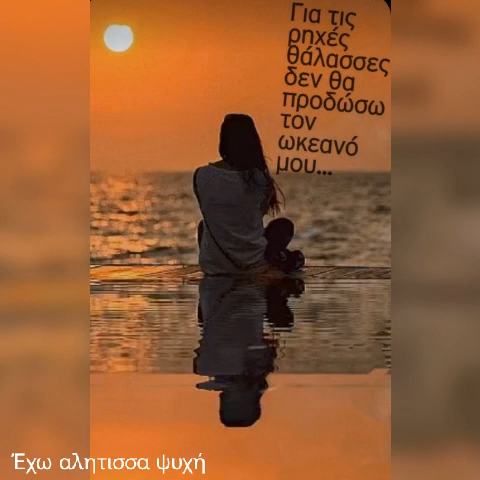 Για τις
ρηχές
θάλασσες
δεν θα
προδώσω
τον
ωκεανό
μου...
Έχω αλητισσα ψυχή